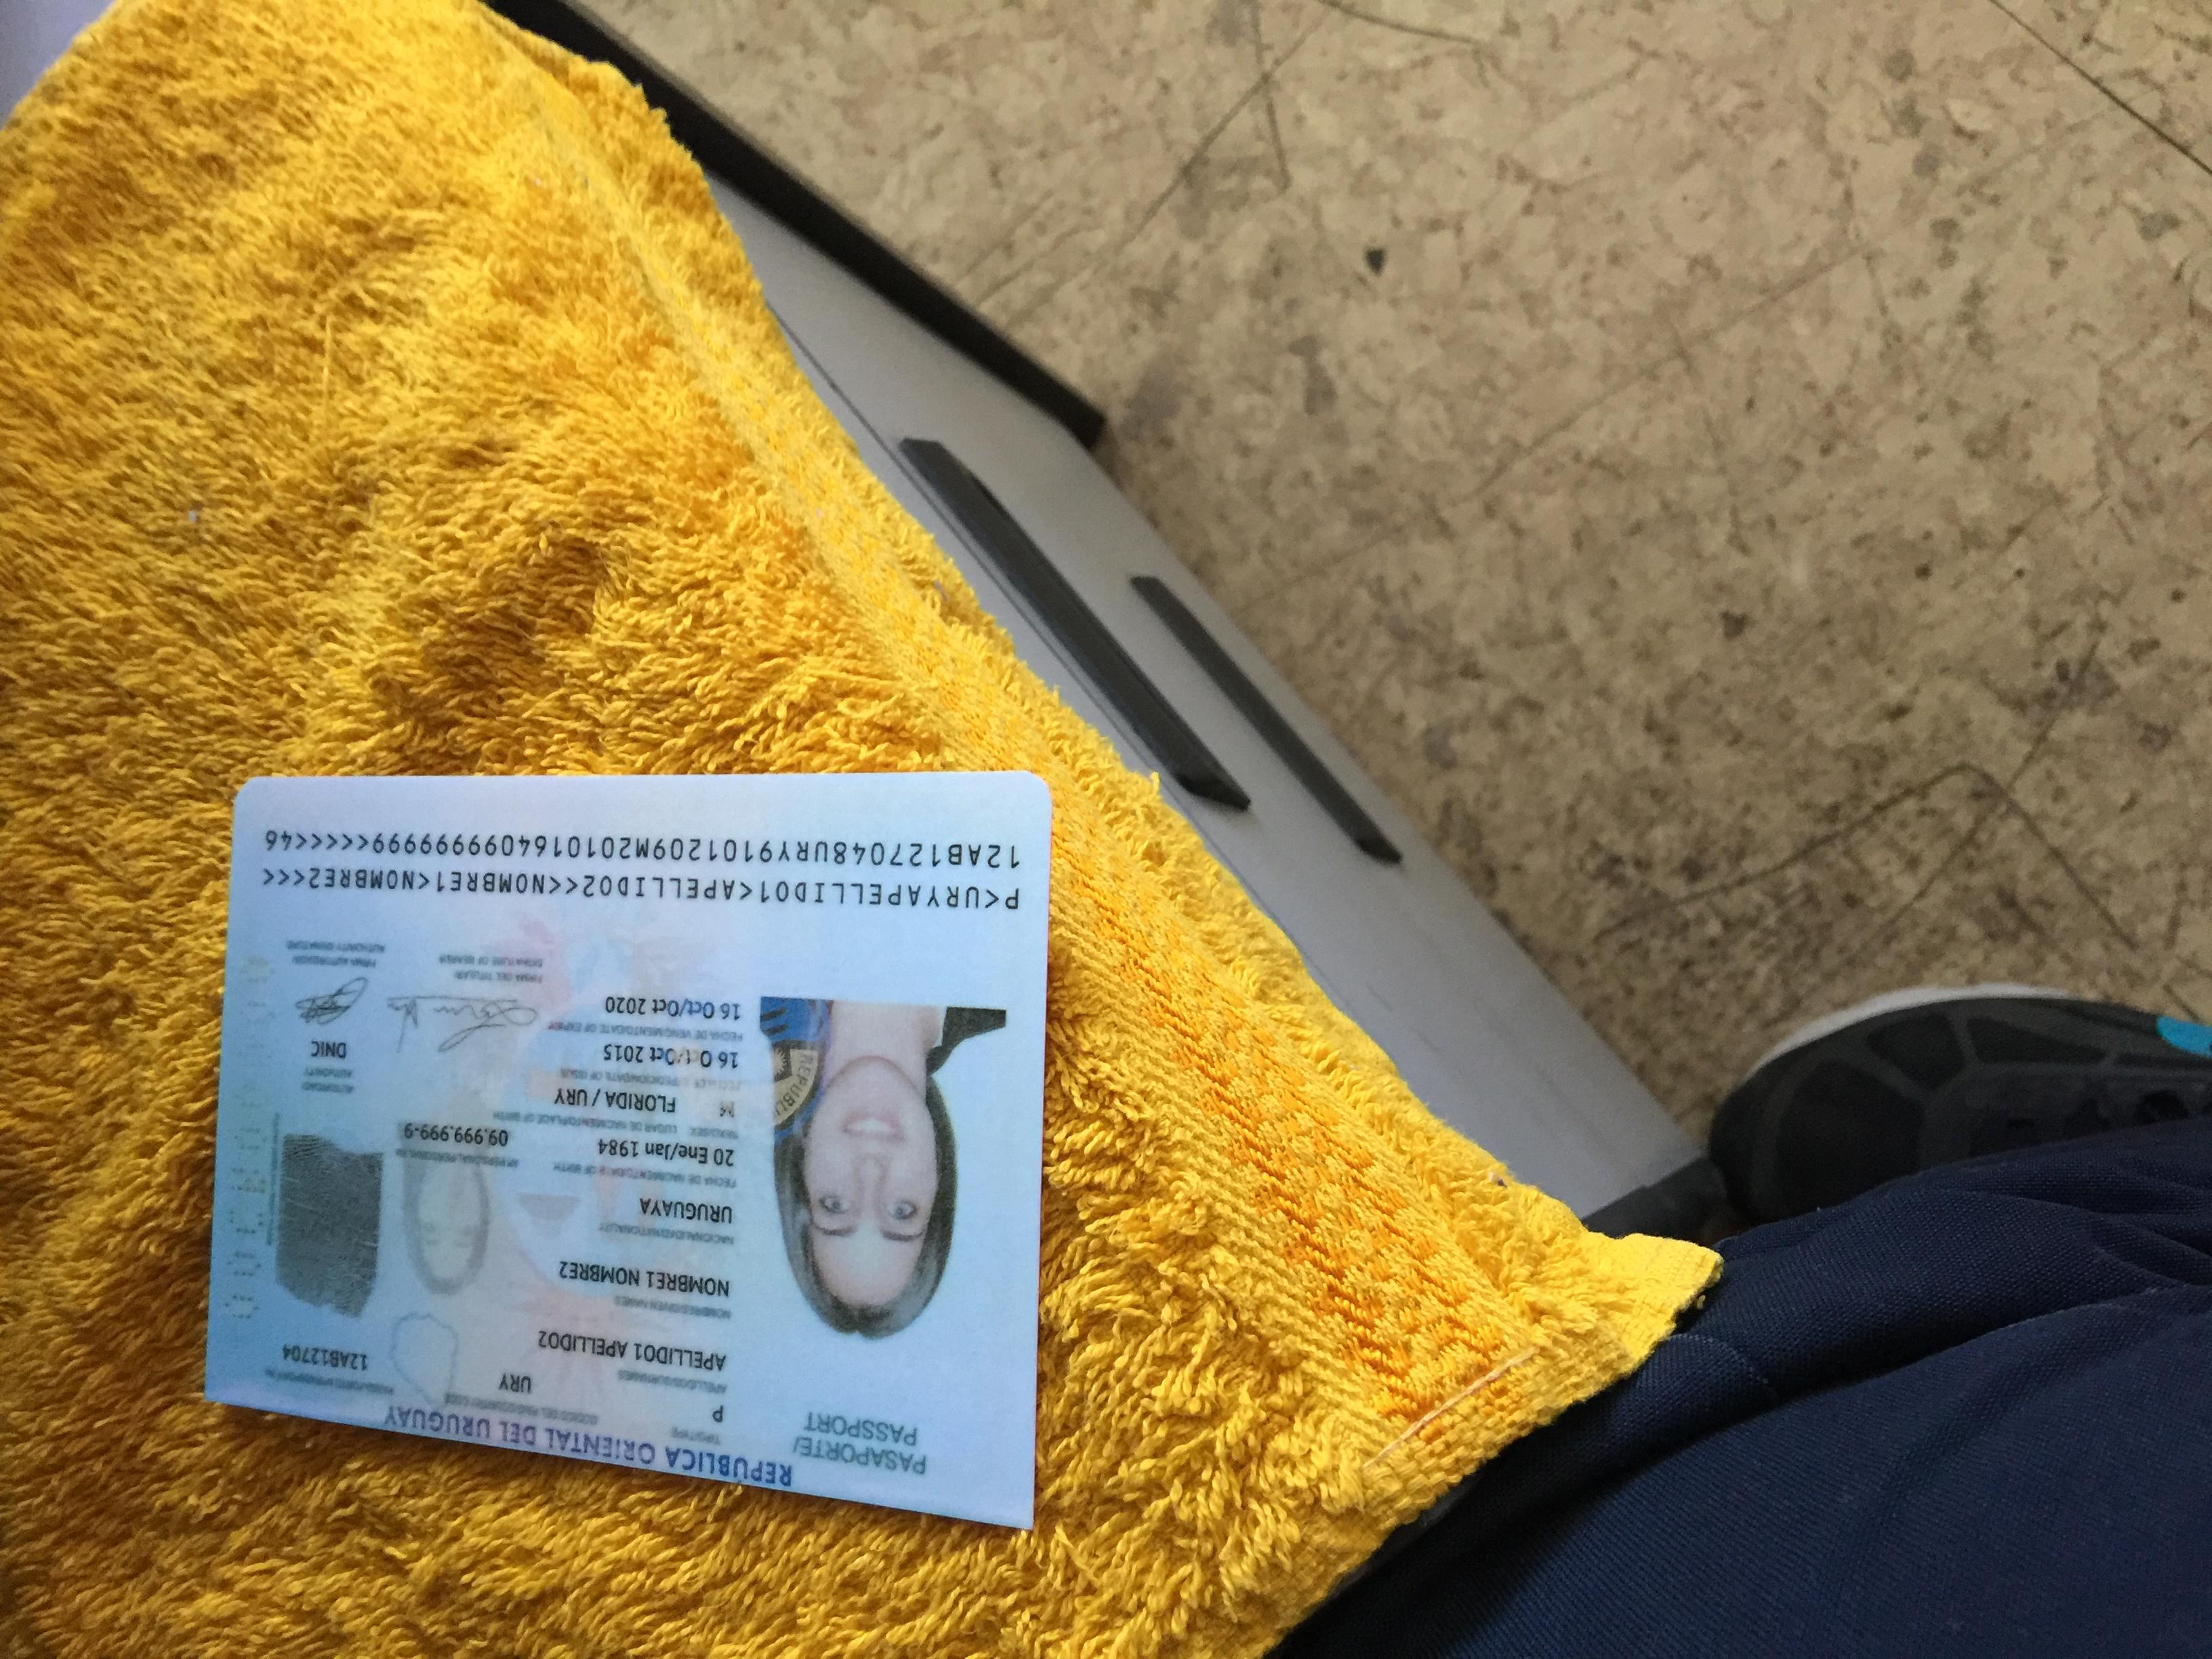 REPÚBLICA ORIENTAL DEL URUGUAY
PASAPORTE/
PASSPORT
TIPO/TYPE
CÓDIGO DEL PAÍS/COUNTRY CODE
P
URY
12AB12704
APELLIDOS/SURNAMES
APELLIDO1 APELLIDO2
NOMBRES/GIVEN NAMES
NOMBRE1 NOMBRE2
NACIONALIDAD/NATIONALITY
URUGUAYA
FECHA DE NACIMIENTO/DATE OF BIRTH
Nº PERSONAL/PERSONAL Nº
20 Ene/Jan 1984
09.999.999-9
SEXO/SEX LUGAR DE NACIMIENTO/PLACE OF BIRTH
M FLORIDA / URY
FECHA DE EXPEDICIÓN/DATE OF ISSUE
AUTORIDAD
AUTHORITY
16 Oct/Oct 2015
DNIC
FECHA DE VENCIMIENTO/DATE OF EXPIRY
16 Oct/Oct 2020
FIRMA DEL TITULAR/
SIGNATURE OF BEARER
FIRMA AUTORIDAD/
AUTHORITY SIGNATURE
P<URYAPELLIDO1<APELLIDO2<<NOMBRE1<NOMBRE2<<<
12AB127048URY9101209M2010164099999999<<<<<46